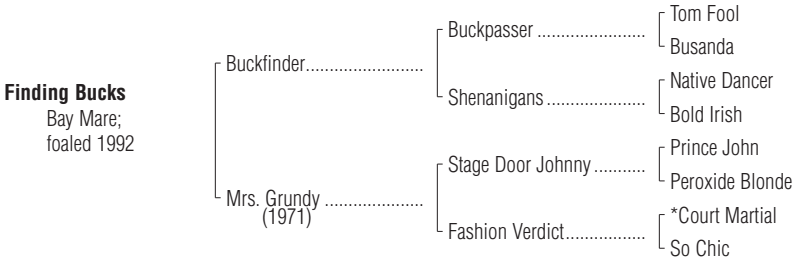 Tom Fool
Buckpasser .......................
Busanda
Buckfinder.........................
Native Dancer
Shenanigans .....................
Bold Irish
Finding Bucks
Bay Mare;
foaled 1992
Prince John
Stage Door Johnny ...........
Peroxide Blonde
Mrs. Grundy .....................
(1971)
*Court Martial
Fashion Verdict.................
So Chic